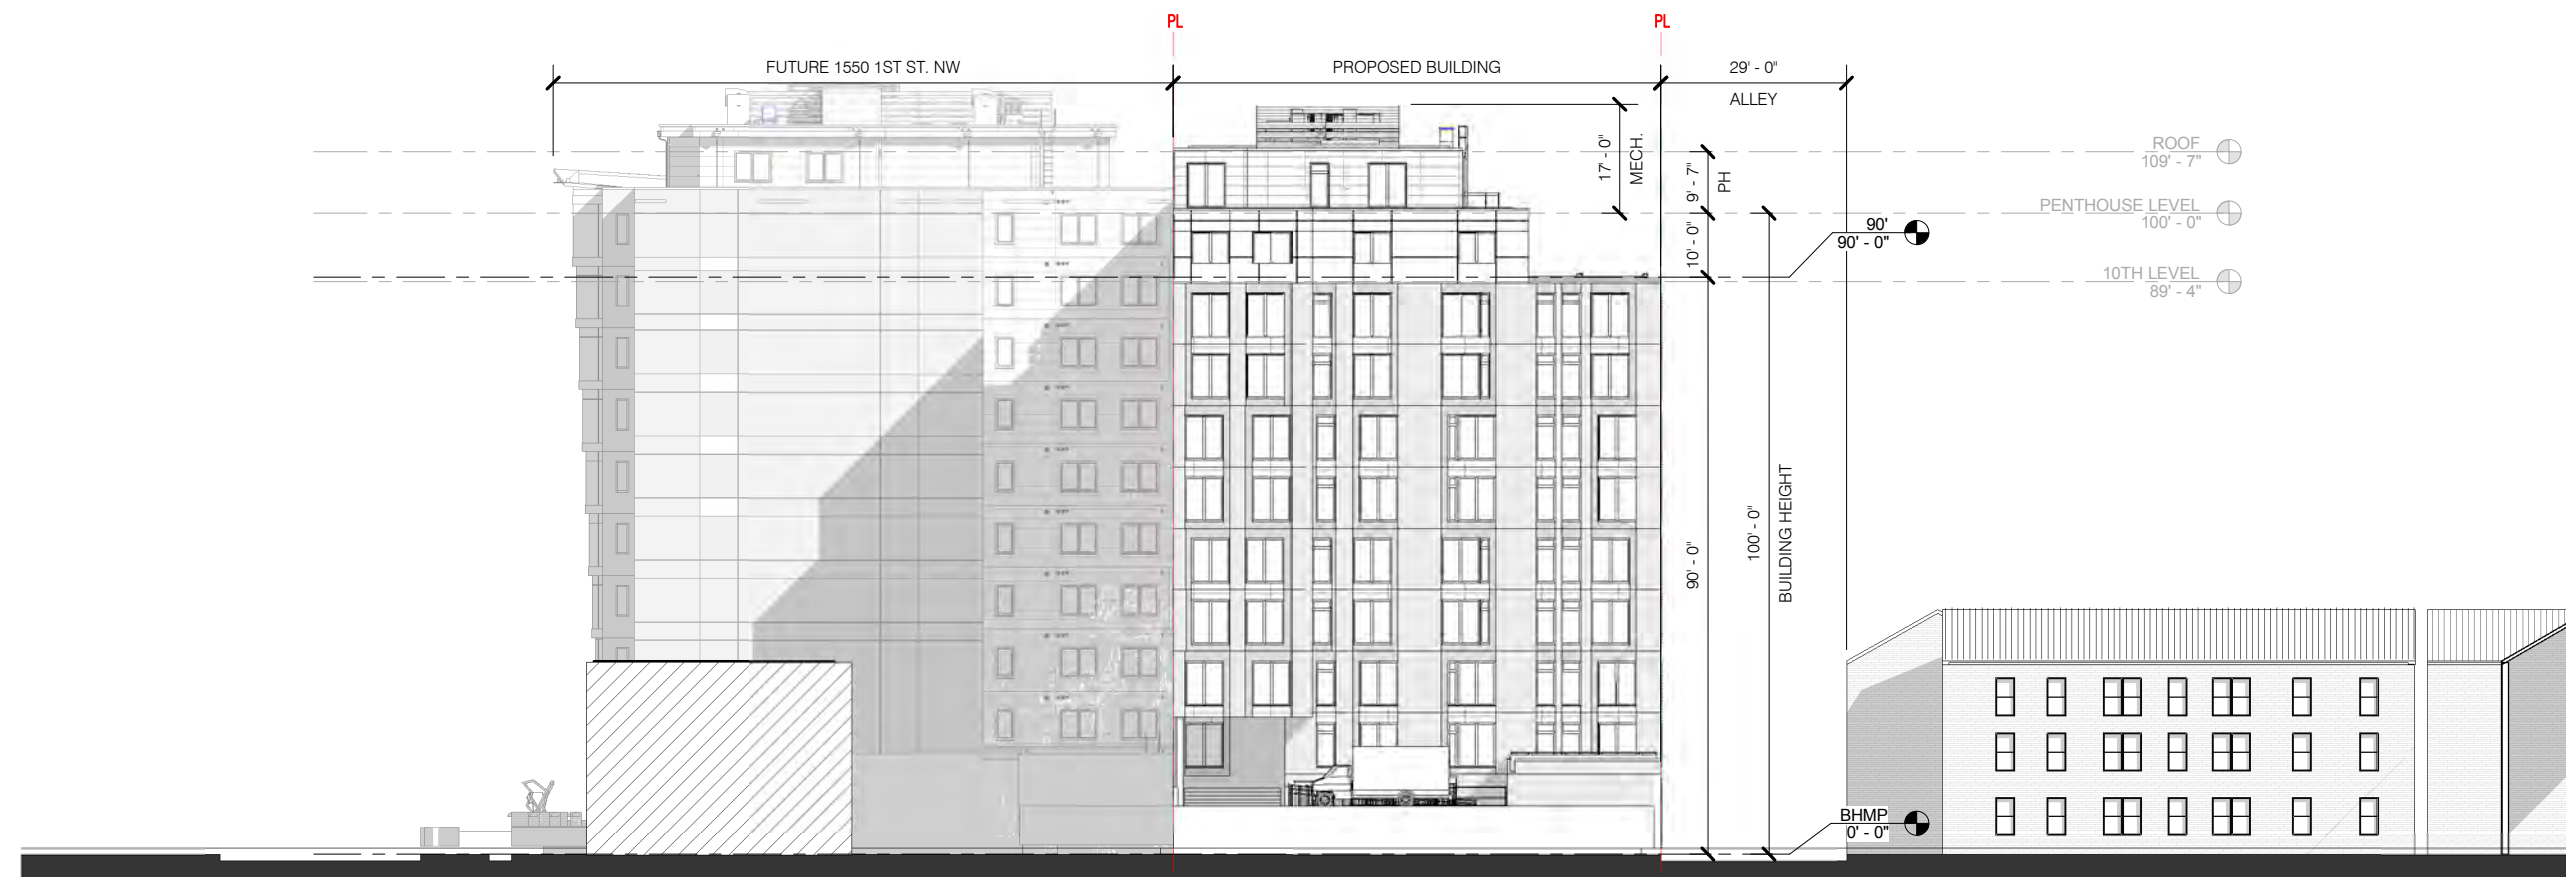 PL
PL
FUTURE 1550 1ST ST. NW
PROPOSED BUILDING
29' - 0"
ALLEY
17' - 0"
MECH.
9' - 7"
PH
ROOF
109' - 7"
PENTHOUSE LEVEL
100' - 0"
90'
90' - 0"
10' - 0"
10TH LEVEL
89' - 4"
90' - 0"
100' - 0"
BUILDING HEIGHT
BHMP
0' - 0"